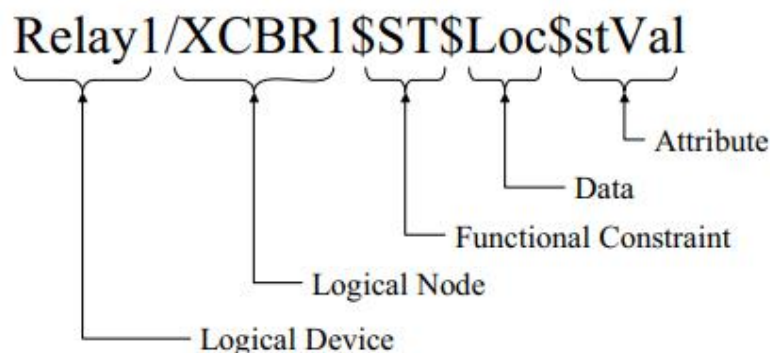 Relay1/XCBR1$ST$Loc$stVal
Attribute
Data
Functional Constraint
Logical Node
Logical Device